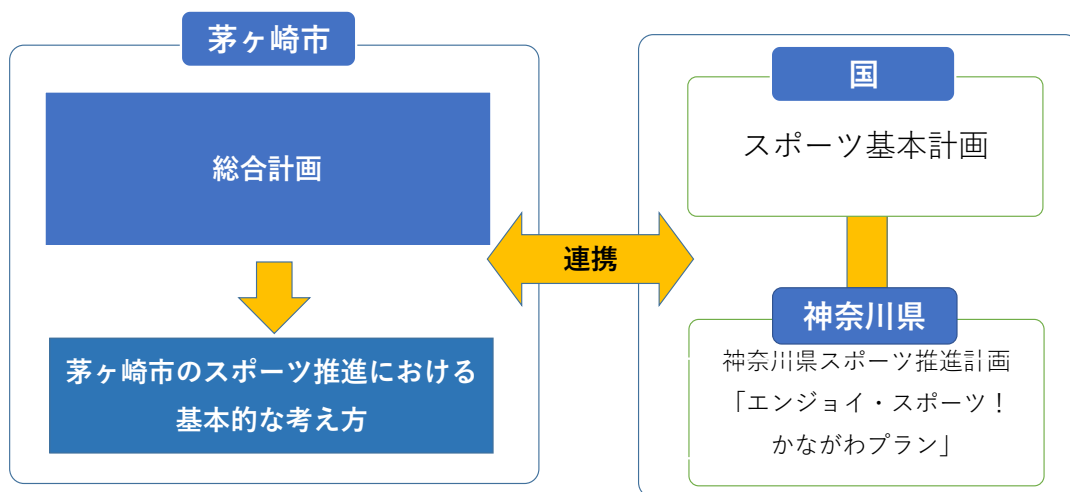 茅ヶ崎市
総合計画
茅ヶ崎市のスポーツ推進における
基本的な考え方
連携
国
スポーツ基本計画
神奈川県
神奈川県スポーツ推進計画
「エンジョイ・スポーツ！
かながわプラン」